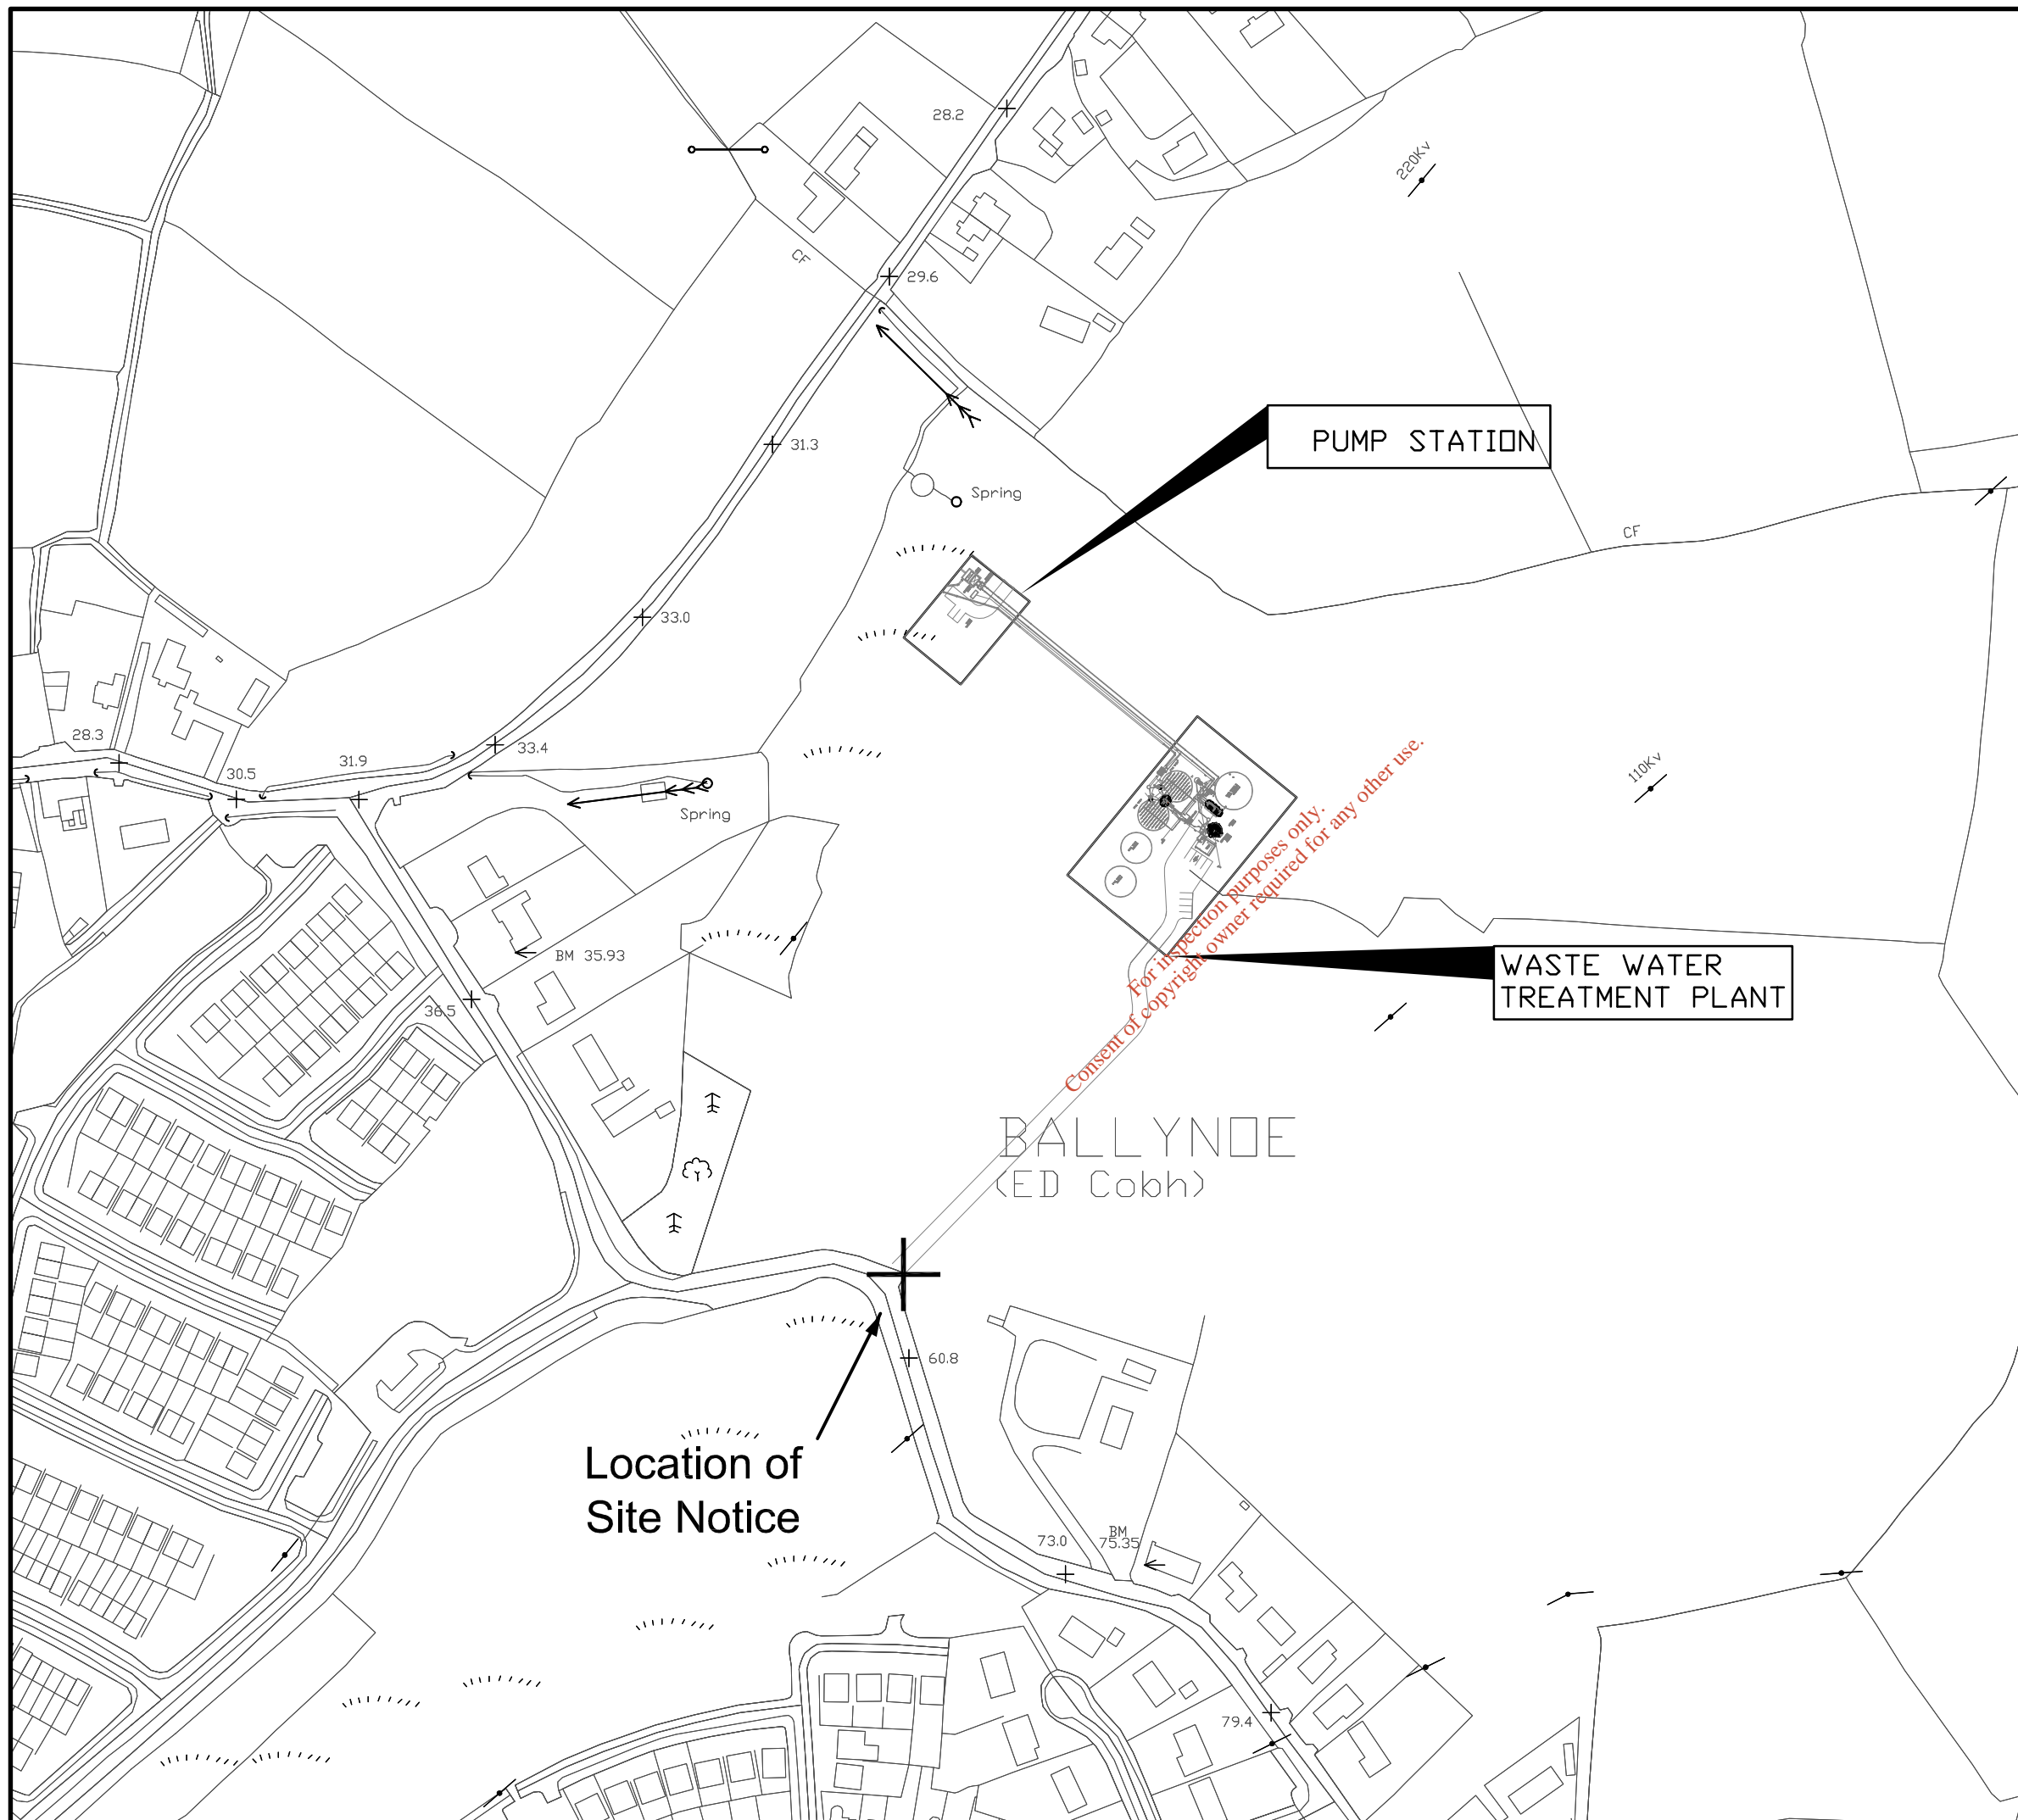 28.2
220Kv
CF
29.6
PUMP STATION
31.3
Spring
CF
33.0
28.3
33.4
31.9
30.5
110Kv
Spring
For inspection purposes only.
Consent of copyright owner required for any other use.
BM 35.93
WASTE WATER
TREATMENT PLANT
36.5
BALLYNOE
(ED Cobh)
60.8
Location of
Site Notice
BM
73.0
75.35
79.4